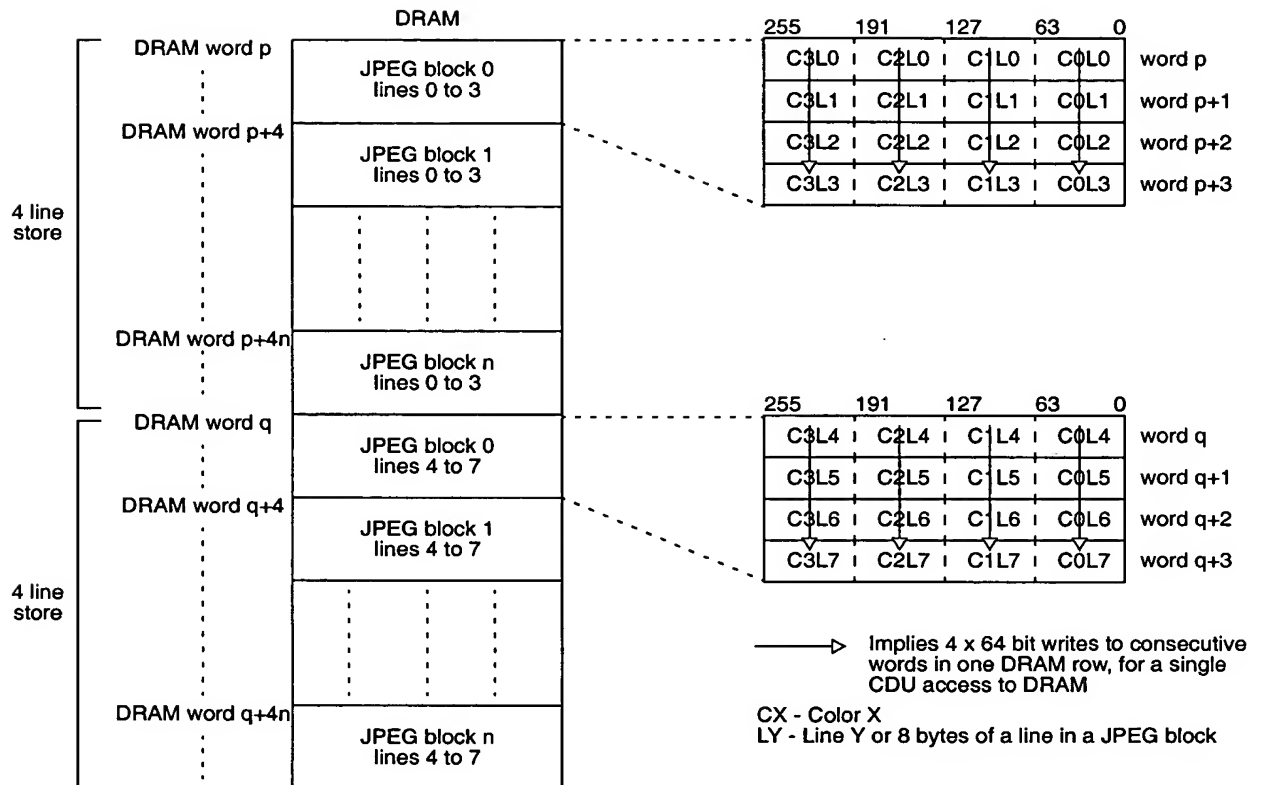 DRAM
DRAM word p
JPEG block 0
lines 0 to 3
DRAM word p+4
JPEG block 1
lines 0 to 3
4 line
store
DRAM word p+4n
JPEG block n
lines 0 to 3
DRAM word q
JPEG block 0
lines 4 to 7
DRAM word q+4
JPEG block 1
lines 4 to 7
4 line
store
DRAM word q+4n
JPEG block n
lines 4 to 7
255 191 127 63 0
C3L0 C2L0 C1L0 C0L0 word p
C3L1 C2L1 C1L1 C0L1 word p+1
C3L2 C2L2 C1L2 C0L2 word p+2
C3L3 C2L3 C1L3 C0L3 word p+3
255 191 127 63 0
C3L4 C2L4 C1L4 C0L4 word q
C3L5 C2L5 C1L5 C0L5 word q+1
C3L6 C2L6 C1L6 C0L6 word q+2
C3L7 C2L7 C1L7 C0L7 word q+3
Implies 4 x 64 bit writes to consecutive
words in one DRAM row, for a single
CDU access to DRAM
CX - Color X
LY - Line Y or 8 bytes of a line in a JPEG block